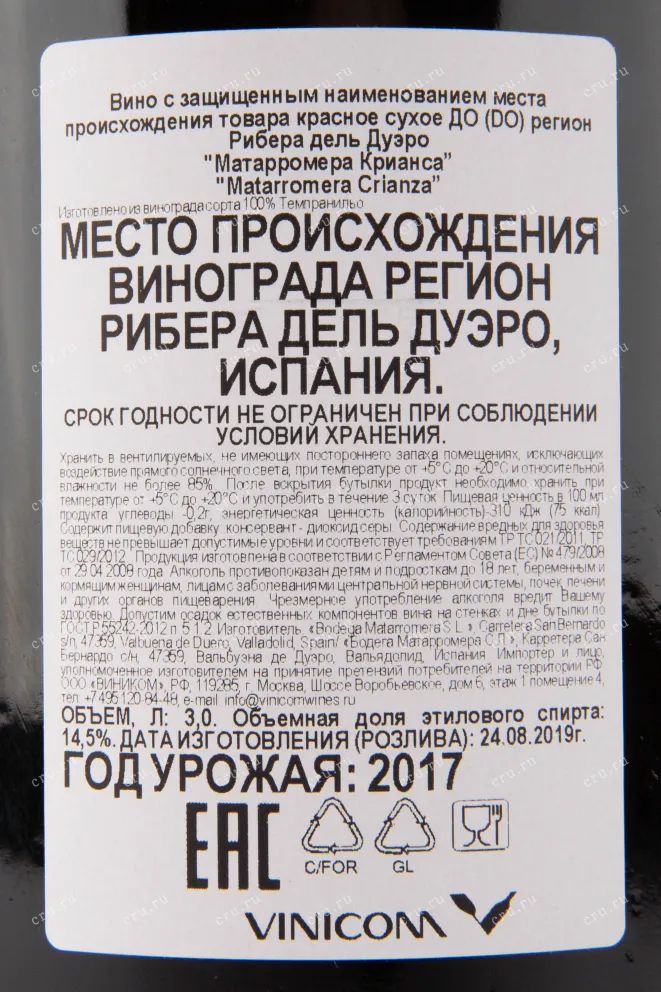 Вино с защищенным наименованием места
происхождения товара красное сухое ДО (DO) регион
Рибера дель Дуэро
"Матарромера Крианса”
"Matarromera Crianza”
Изготовлено из винограда сорта 100% Темпранильо
МЕСТО ПРОИСХОЖДЕНИЯ
ВИНОГРАДА РЕГИОН
РИБЕРА ДЕЛЬ ДУЭРО,
ИСПАНИЯ.
СРОК ГОДНОСТИ НЕ ОГРАНИЧЕН ПРИ СОБЛЮДЕНИИ
УСЛОВИЙ ХРАНЕНИЯ.
Хранить в вентилируемых, не имеющих постороннего запаха помещениях, исключающих
воздействие прямого солнечного света, при температуре от +5°С до +20°С и относительной
влажности не более 85%. После вскрытия бутылки продукт необходимо хранить при
температуре от +5°С до +20°С и употребить в течение 3 суток. Пищевая ценность в 100 мл
продукта: углеводы -0,2г, энергетическая ценность (калорийность)-310 кДж (75 ккал)
Содержит пищевую добавку: консервант - диоксид серы. Содержание вредных для здоровья
веществ не превышает допустимые уровни и соответствует требованиям ТР ТС 021/2011, ТР
ТС 029/2012. Продукция изготовлена в соответствии с Регламентом Совета (ЕС) № 479/2008
от 29.04.2008 года. Алкоголь противопоказан детям и подросткам до 18 лет, беременным и
кормящим женщинам, лицам с заболеваниями центральной нервной системы, почек, печени
и других органов пищеварения. Чрезмерное употребление алкоголя вредит Вашему
здоровью. Допустим осадок естественных компонентов вина на стенках и дне бутылки по
ГОСТ Р 55242-2012 п. 5.1.2. Изготовитель: «Bodega Matarromera S.L.», Carretera San Bernardo
s/n, 47359, Valbuena de Duero, Valladolid, Spain/ «Бодега Матарромера С.Л.», Карретера Сан
Бернардо с/н, 47359, Вальбуэна де Дуэро, Вальядолид, Испания. Импортер и лицо,
уполномоченное изготовителем на принятие претензий потребителей на территории РФ:
ООО «ВИНИКОМ», РФ, 119285, г. Москва, Шоссе Воробьевское, дом 6, этаж 1 помещение 4,
тел. +7 495 120-84-48, e-mail: info@vinicomwines.ru
ОБЪЕМ, Л: 3,0. Объемная доля этилового спирта:
14,5%. ДАТА ИЗГОТОВЛЕНИЯ (РОЗЛИВА): 24.08.2019г.
ГОД УРОЖАЯ: 2017
EAC
C/FOR GL
VINICOM